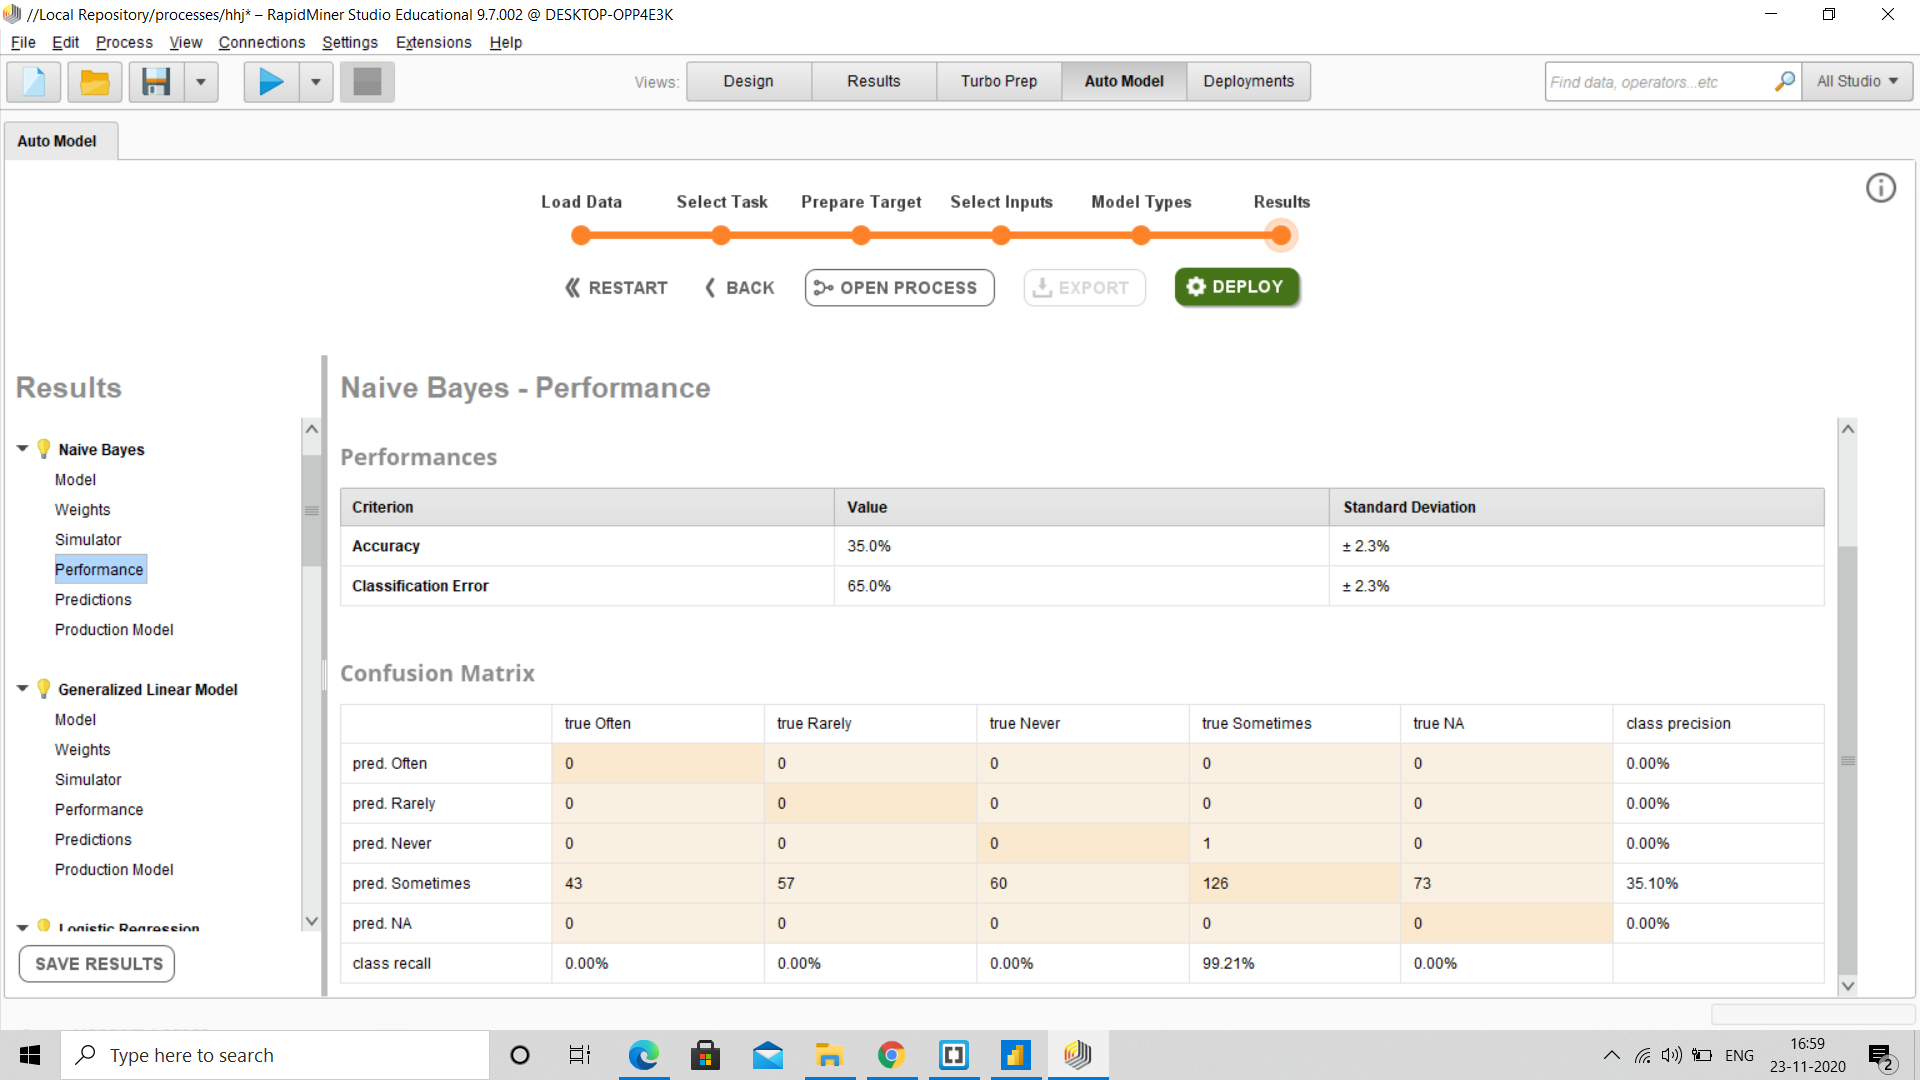 //Local Repository/processes/hhj* – RapidMiner Studio Educational 9.7.002 @ DESKTOP-OPP4E3K
File Edit Process View Connections Settings Extensions Help
Views: Design Results Turbo Prep Auto Model Deployments
Find data, operators...etc All Studio
Auto Model
Load Data Select Task Prepare Target Select Inputs Model Types Results
RESTART BACK OPEN PROCESS EXPORT DEPLOY
Results
Naive Bayes
Model
Weights
Simulator
Performance
Predictions
Production Model
Generalized Linear Model
Model
Weights
Simulator
Performance
Predictions
Production Model
Logistic Regression
SAVE RESULTS
Naive Bayes - Performance
Performances
Criterion Value Standard Deviation
Accuracy 35.0% ± 2.3%
Classification Error 65.0% ± 2.3%
Confusion Matrix
true Often true Rarely true Never true Sometimes true NA class precision
pred. Often 0 0 0 0 0 0.00%
pred. Rarely 0 0 0 0 0 0.00%
pred. Never 0 0 0 1 0 0.00%
pred. Sometimes 43 57 60 126 73 35.10%
pred. NA 0 0 0 0 0 0.00%
class recall 0.00% 0.00% 0.00% 99.21% 0.00%
Type here to search
ENG
16:59
23-11-2020
2